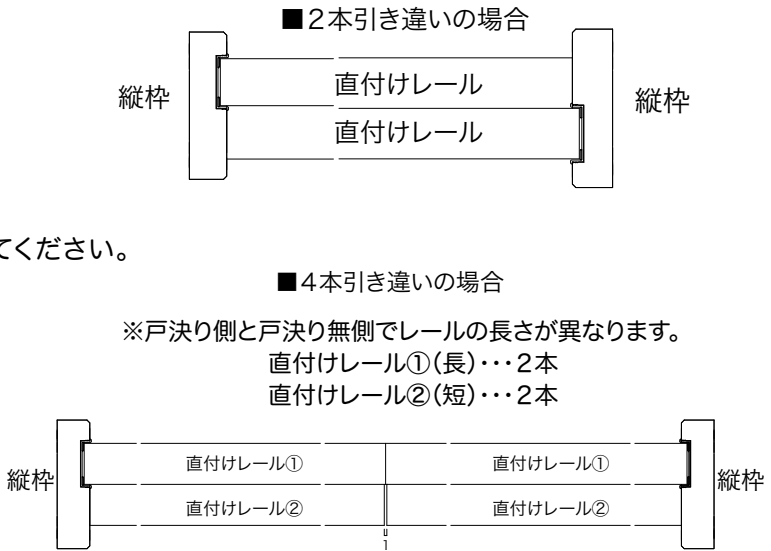 ■2本引き違いの場合
縦枠
直付けレール
直付けレール
縦枠
てください。
■4本引き違いの場合
※戸決り側と戸決り無側でレールの長さが異なります。
直付けレール①(長)・・・2本
直付けレール②(短)・・・2本
縦枠
直付けレール①
直付けレール①
縦枠
直付けレール②
直付けレール②
1